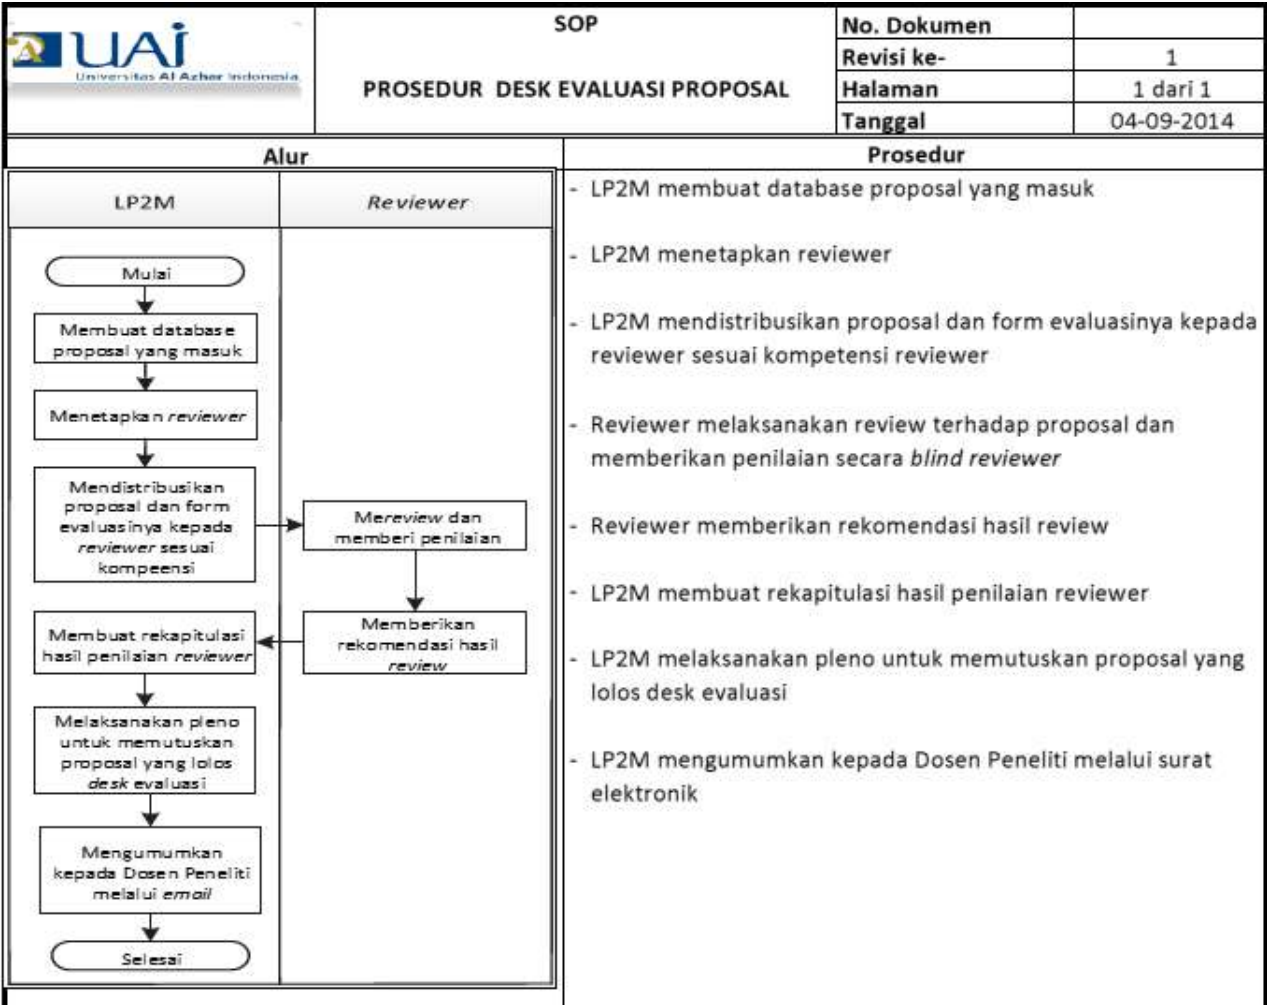 UAI
Universitas Al Azhar Indonesia
SOP
PROSEDUR DESK EVALUASI PROPOSAL
No. Dokumen
Revisi ke- 1
Halaman 1 dari 1
Tanggal 04-09-2014
Alur
Prosedur
LP2M
Reviewer
Mulai
Membuat database
proposal yang masuk
Menetapkan reviewer
Mendistribusikan
proposal dan form
evaluasinya kepada
reviewer sesuai
kompeensi
Mereview dan
memberi penilaian
Memberikan
rekomendasi hasil
review
Membuat rekapitulasi
hasil penilaian reviewer
Melaksanakan pleno
untuk memutuskan
proposal yang lolos
desk evaluasi
Mengumumkan
kepada Dosen Peneliti
melalui email
Selesai
- LP2M membuat database proposal yang masuk
- LP2M menetapkan reviewer
- LP2M mendistribusikan proposal dan form evaluasinya kepada
reviewer sesuai kompetensi reviewer
- Reviewer melaksanakan review terhadap proposal dan
memberikan penilaian secara blind reviewer
- Reviewer memberikan rekomendasi hasil review
- LP2M membuat rekapitulasi hasil penilaian reviewer
- LP2M melaksanakan pleno untuk memutuskan proposal yang
lolos desk evaluasi
- LP2M mengumumkan kepada Dosen Peneliti melalui surat
elektronik